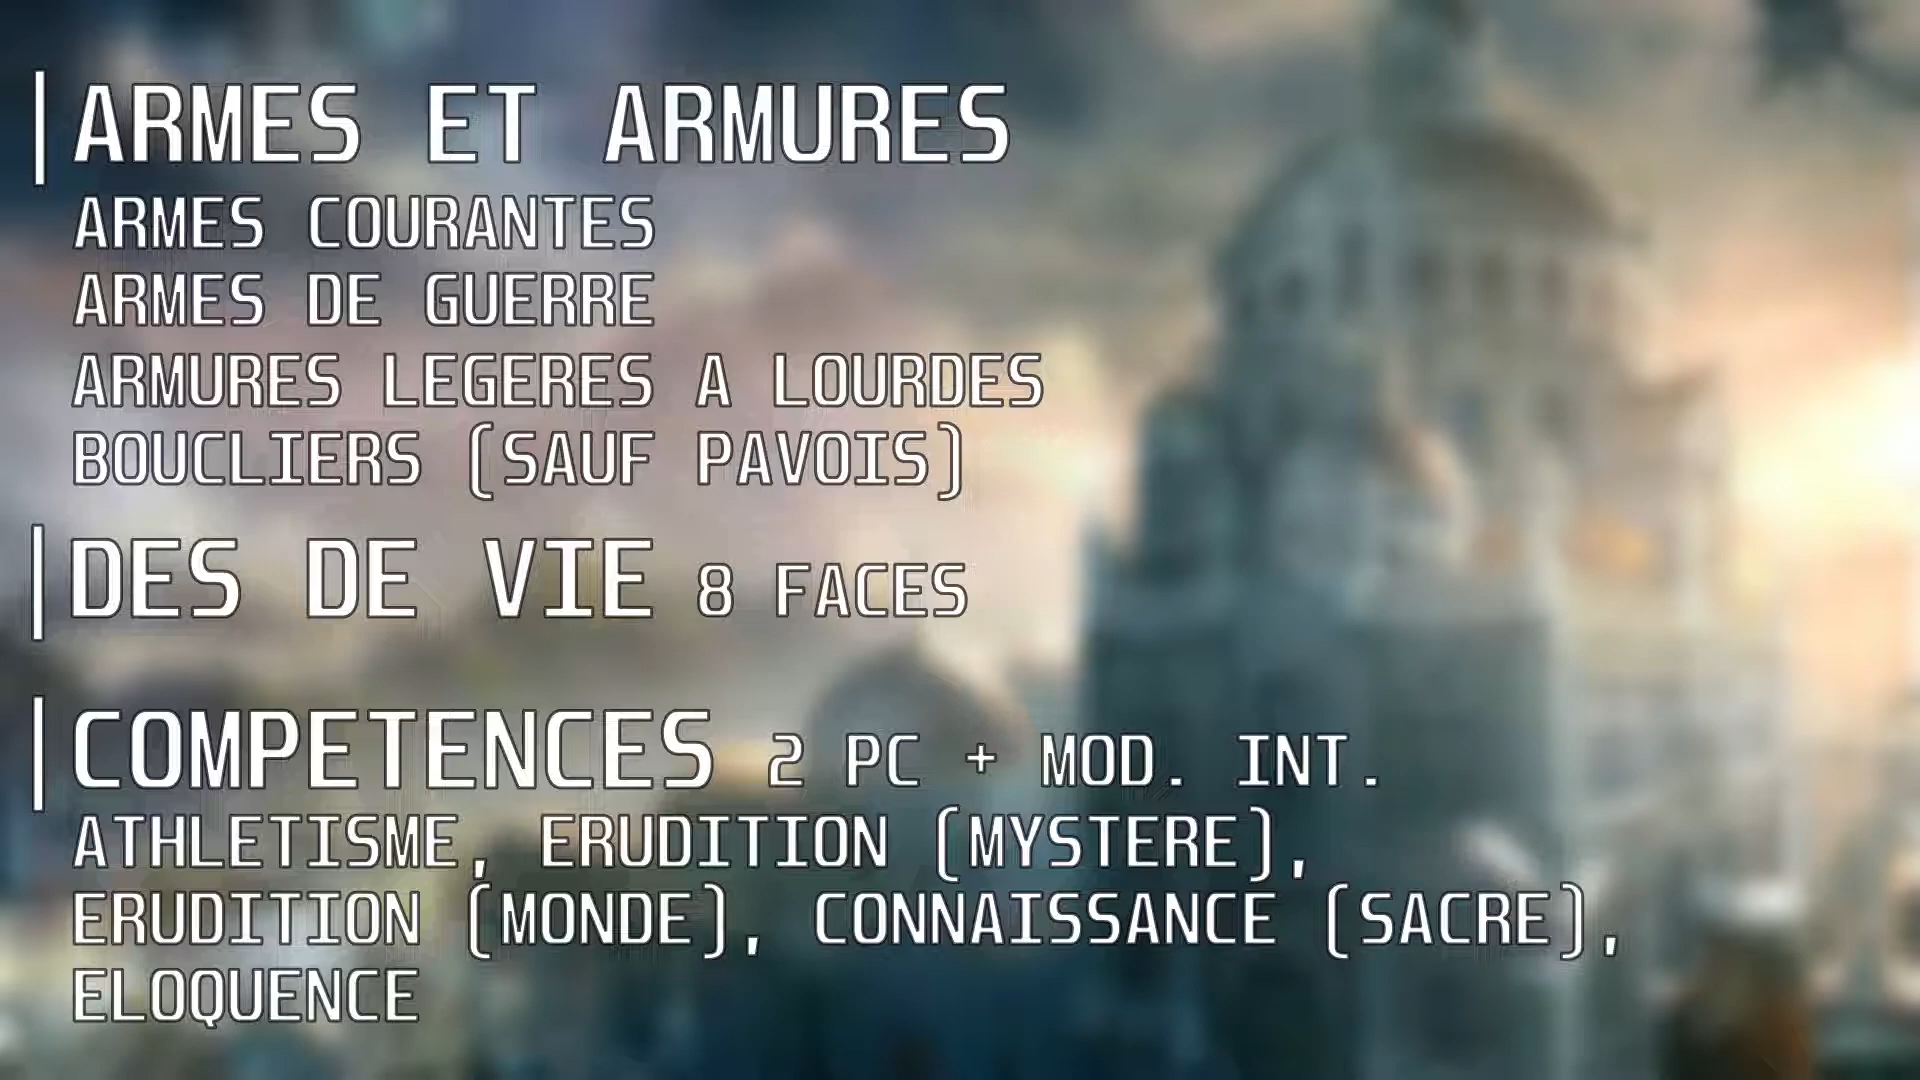 ARMES ET ARMURES
ARMES COURANTES
ARMES DE GUERRE
ARMURES LEGERES A LOURDES
BOUCLIERS (SAUF PAVOIS)
DES DE VIE 8 FACES
COMPETENCES 2 PC + MOD. INT.
ATHLETISME, ERUDITION (MYSTERE),
ERUDITION (MONDE), CONNAISSANCE (SACRE),
ELOQUENCE